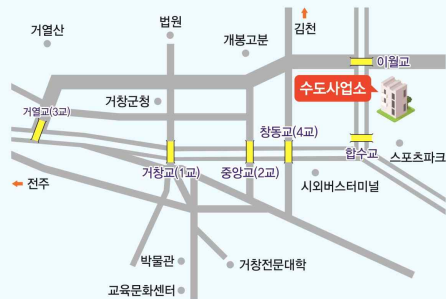 법원
김천
거열산
개봉고분
이월교
수도사업소
거창군청
거열교(3교)
창동교(4교)
합수교
스포츠파크
거창교(1교)
중앙교(2교)
시외버스터미널
전주
박물관
거창전문대학
교육문화센터